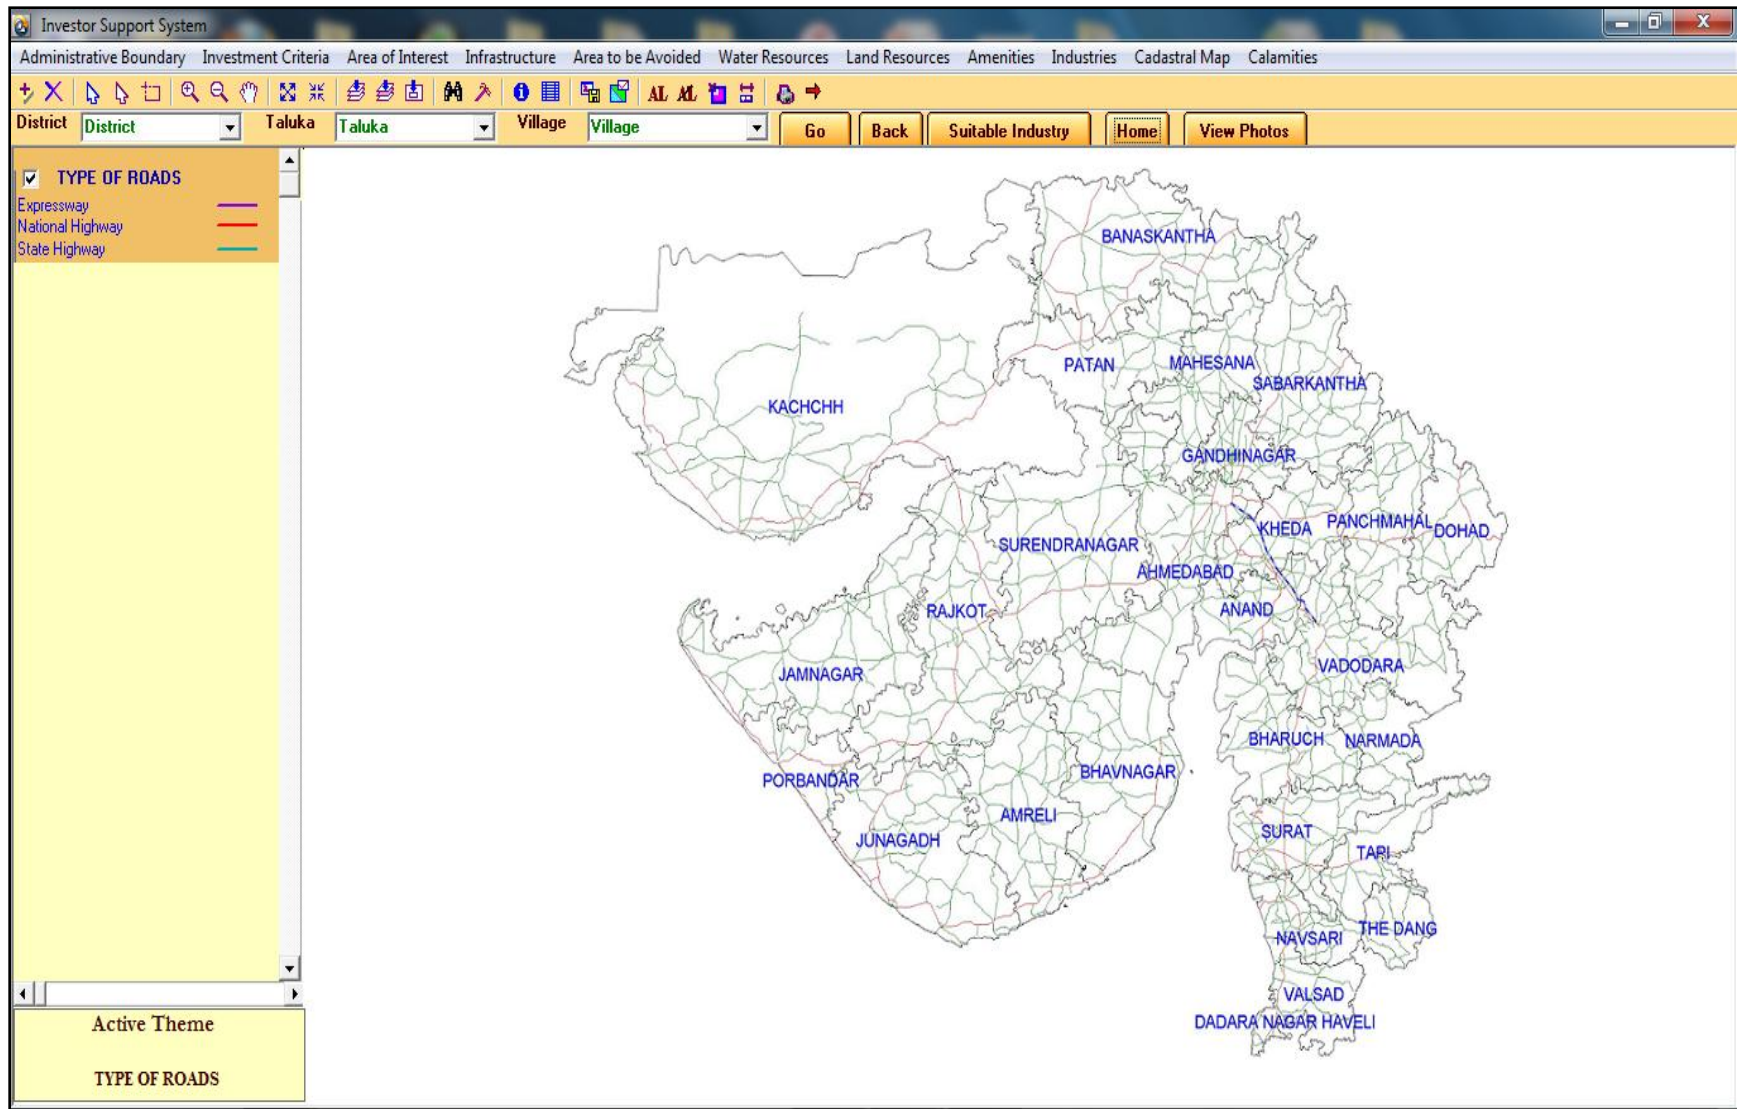 Investor Support System
Administrative Boundary Investment Criteria Area of Interest Infrastructure Area to be Avoided Water Resources Land Resources Amenities Industries Cadastral Map Calamities
AL AL
District District Taluka Taluka Village Village Go Back Suitable Industry Home View Photos
TYPE OF ROADS
Expressway
National Highway
State Highway
BANASKANTHA
PATAN
MAHESANA
SABARKANTHA
KACHCHH
GANDHINAGAR
KHEDA
PANCHMAHAL
DOHAD
SURENDRANAGAR
AHMEDABAD
RAJKOT
ANAND
JAMNAGAR
VADODARA
BHARUCH
NARMADA
PORBANDAR
BHAVNAGAR
AMRELI
JUNAGADH
SURAT
TAPI
THE DANG
NAVSARI
VALSAD
DADARA NAGAR HAVELI
Active Theme
TYPE OF ROADS